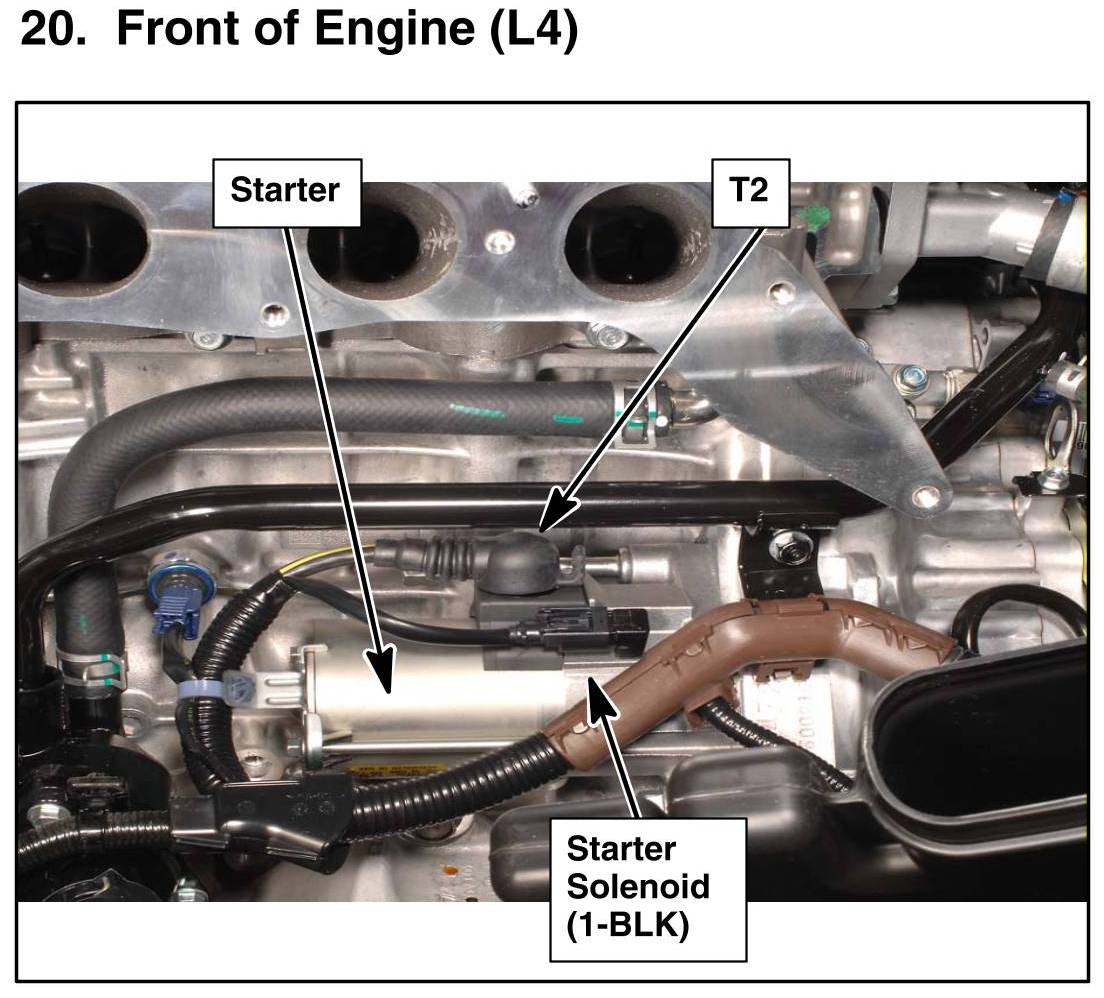 20. Front of Engine (L4)
Starter
T2
Starter
Solenoid
(1-BLK)